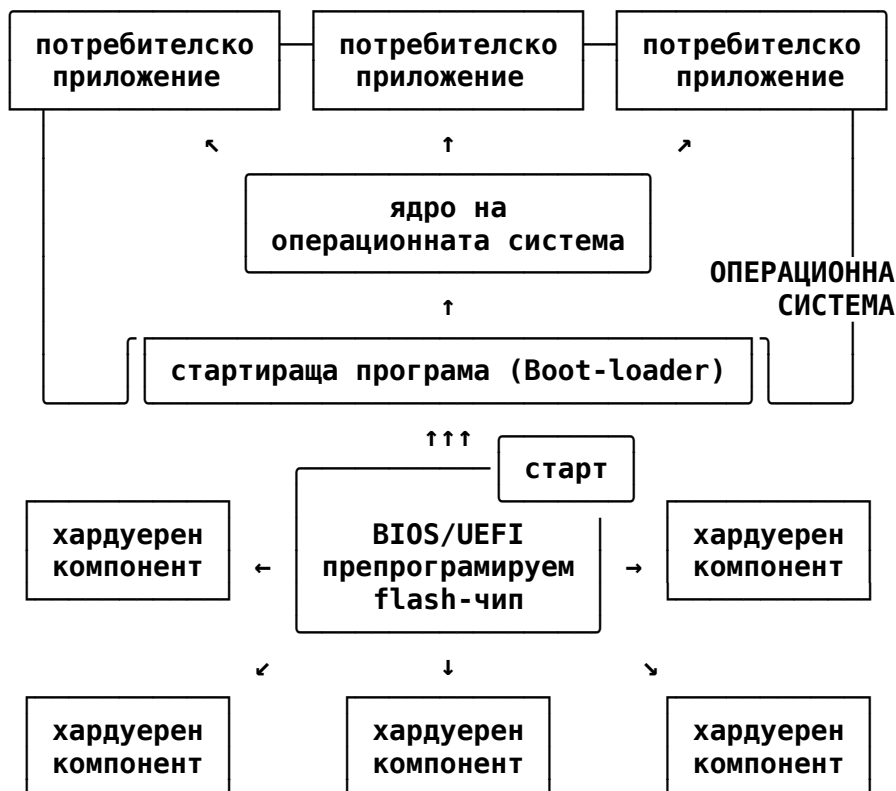 потребителско приложение
потребителско приложение
потребителско приложение
↖ ↑ ↗
ядро на
операционната система
ОПЕРАЦИОННА
СИСТЕМА
↑
стартираща програма (Boot-loader)
↑↑↑
старт
хардуерен компонент
←
BIOS/UEFI
препрограмируем
flash-чип
→
хардуерен компонент
↙ ↓ ↘
хардуерен компонент
хардуерен компонент
хардуерен компонент